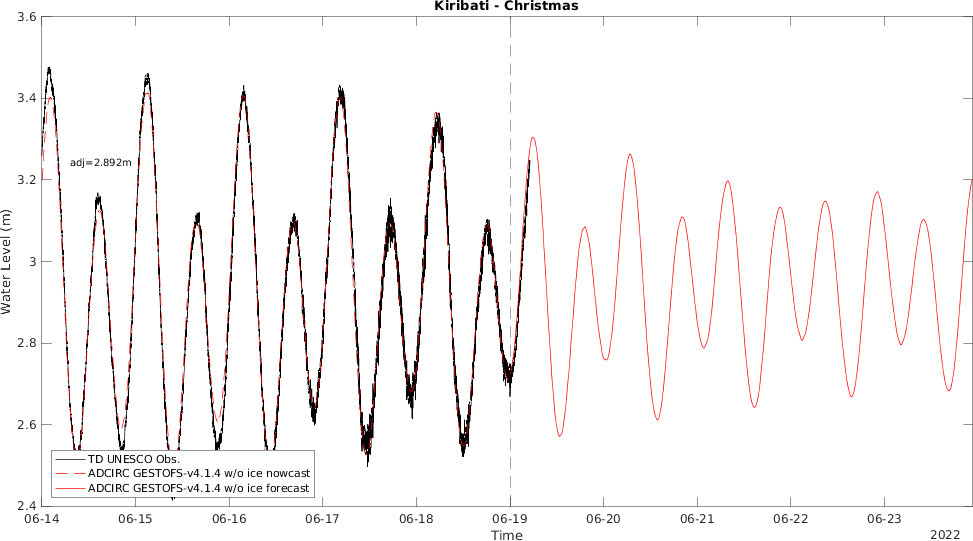 Kiribati - Christmas
3.6
3.4
3.2
3
2.8
2.6
2.4
Water Level (m)
adj=2.892m
TD UNESCO Obs.
ADCIRC GESTOFS-v4.1.4 w/o ice nowcast
ADCIRC GESTOFS-v4.1.4 w/o ice forecast
06-14 06-15 06-16 06-17 06-18 06-19 06-20 06-21 06-22 06-23
Time
2022